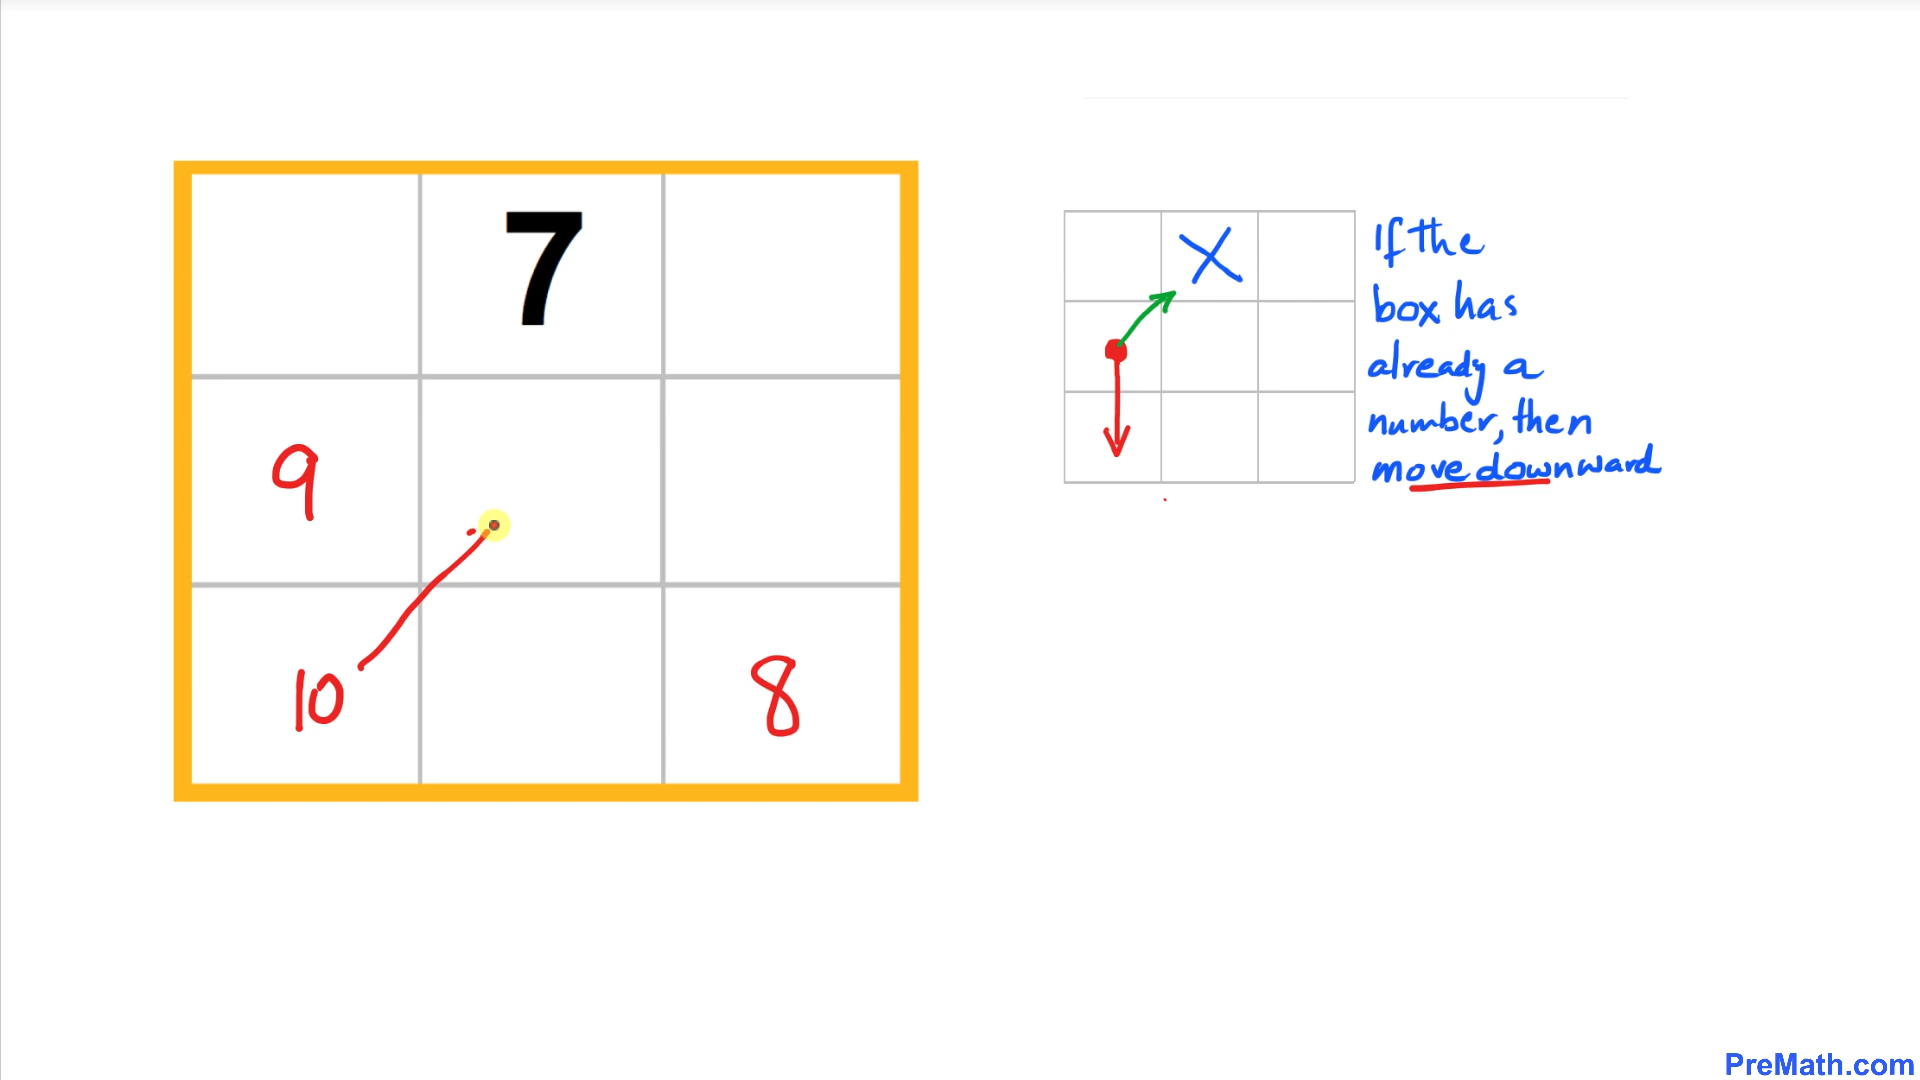 7
9
10
8
X
If the
box has
already a
number, then
move downward
PreMath.com